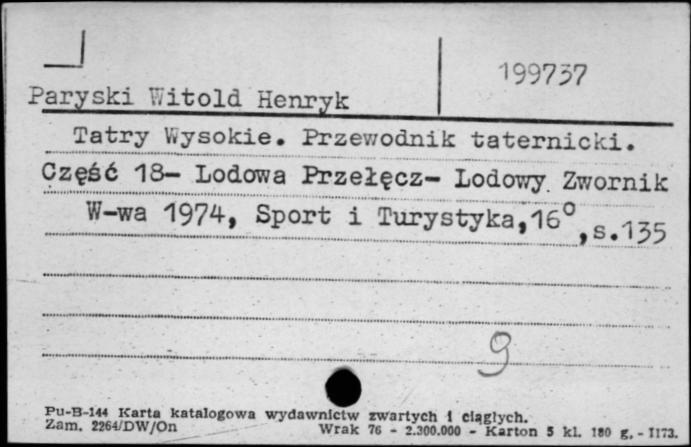 199737
Paryski Witold Henryk
Tatry Wysokie. Przewodnik taternicki.
Część 18- Lodowa Przełęcz- Lodowy Zwornik
W-wa 1974, Sport i Turystyka,16°,s.135
9
Pu-B-144 Karta katalogowa wydawnictw zwartych i ciągłych.
Zam. 2264/DW/On Wrak 76 - 2.300.000 - Karton 5 kl. 180 g. - 1173.